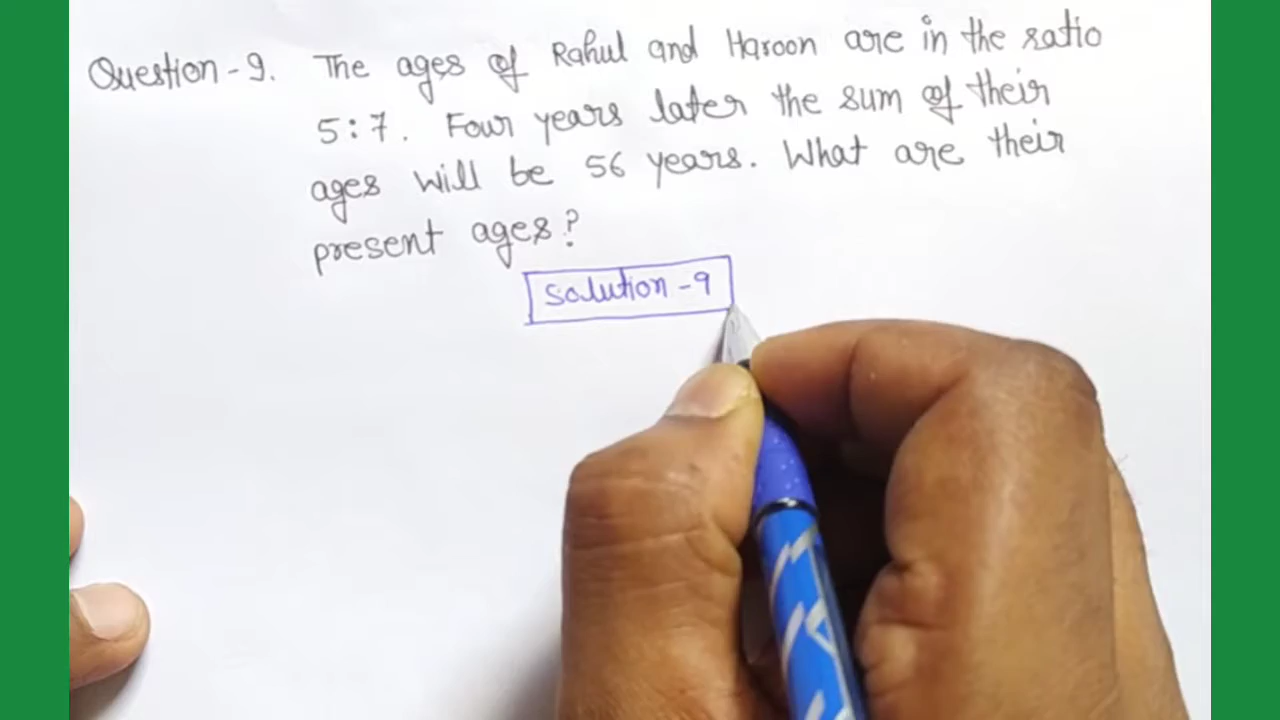 Question-9. The ages of Rahul and Haroon are in the ratio
5:7. Four years later the sum of their
ages will be 56 years. What are their
present ages?
Solution-9